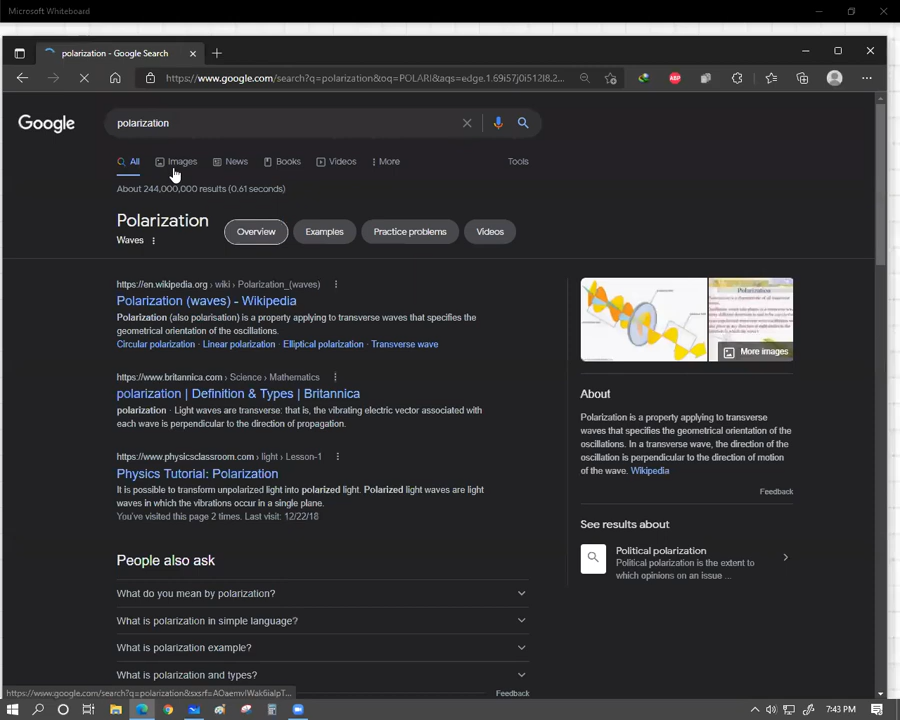 Microsoft Whiteboard
polarization - Google Search
https://www.google.com/search?q=polarization&oq=POLARI&aqs=edge.1.69i57j0i512l8.2...
ASP
Google
polarization
All
Images
News
Books
Videos
More
Tools
About 244,000,000 results (0.61 seconds)
Polarization
Waves
Overview
Examples
Practice problems
Videos
https://en.wikipedia.org › wiki › Polarization_(waves)
Polarization (waves) - Wikipedia
Polarization (also polarisation) is a property applying to transverse waves that specifies the
geometrical orientation of the oscillations.
Circular polarization · Linear polarization · Elliptical polarization · Transverse wave
https://www.britannica.com › Science › Mathematics
polarization | Definition & Types | Britannica
polarization · Light waves are transverse: that is, the vibrating electric vector associated with
each wave is perpendicular to the direction of propagation.
https://www.physicsclassroom.com › light › Lesson-1
Physics Tutorial: Polarization
It is possible to transform unpolarized light into polarized light. Polarized light waves are light
waves in which the vibrations occur in a single plane.
You've visited this page 2 times. Last visit: 12/22/18
People also ask
What do you mean by polarization?
What is polarization in simple language?
What is polarization example?
What is polarization and types?
Feedback
Polarization
More images
About
Polarization is a property applying to transverse
waves that specifies the geometrical orientation of the
oscillations. In a transverse wave, the direction of the
oscillation is perpendicular to the direction of motion
of the wave. Wikipedia
Feedback
See results about
Political polarization
Political polarization is the extent to
which opinions on an issue ...
7:43 PM